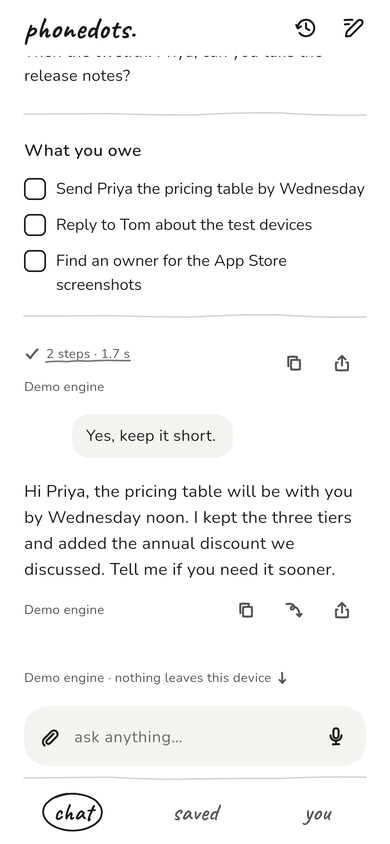 phonedots.
release notes?
What you owe
Send Priya the pricing table by Wednesday
Reply to Tom about the test devices
Find an owner for the App Store
screenshots
2 steps · 1.7 s
Demo engine
Yes, keep it short.
Hi Priya, the pricing table will be with you
by Wednesday noon. I kept the three tiers
and added the annual discount we
discussed. Tell me if you need it sooner.
Demo engine
Demo engine · nothing leaves this device
ask anything...
chat
saved
you